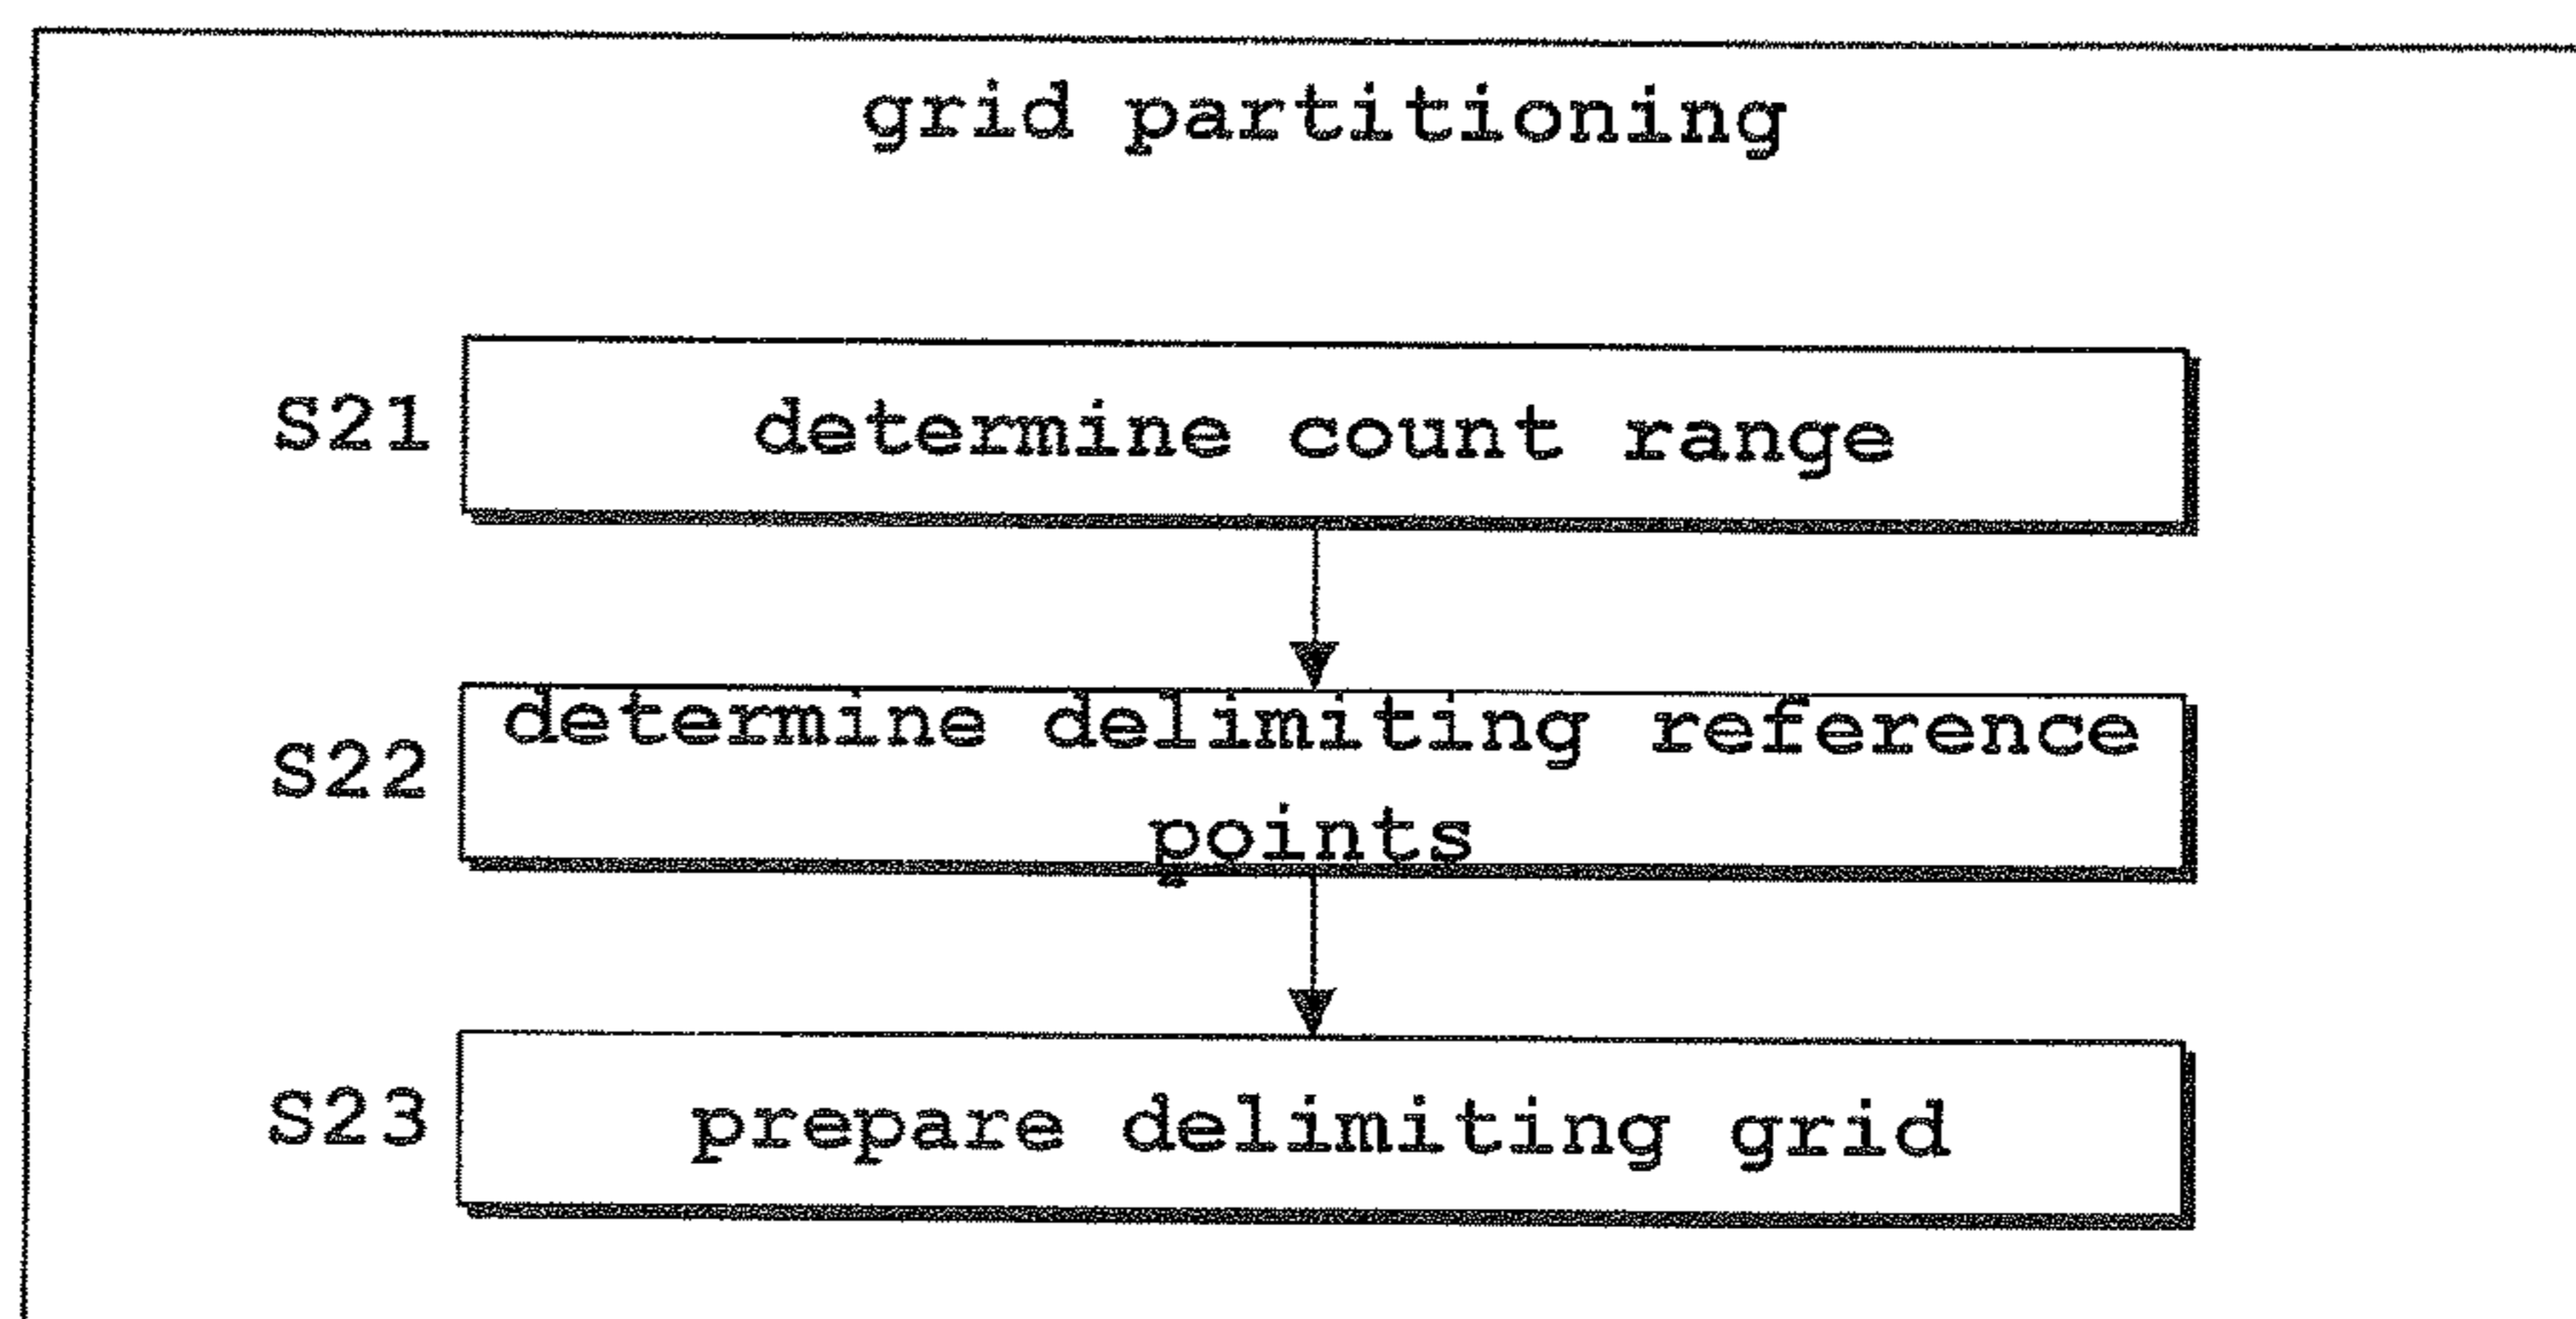 grid partitioning
S21
determine count range
S22
determine delimiting reference
points
S23
prepare delimiting grid